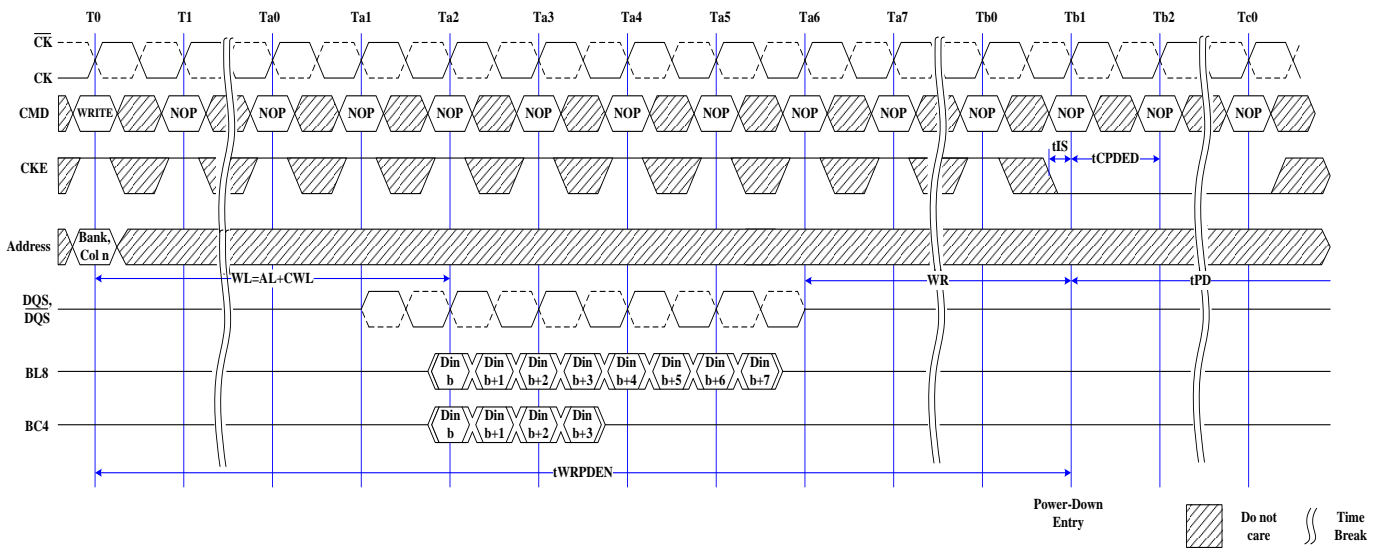 T0 T1 Ta0 Ta1 Ta2 Ta3 Ta4 Ta5 Ta6 Ta7 Tb0 Tb1 Tb2 Tc0
CK
CK
CMD WRITE NOP NOP NOP NOP NOP NOP NOP NOP NOP NOP NOP NOP NOP
tIS
tCPDED
CKE
Address Bank,
Col n
WL=AL+CWL WR tPD
DQS,
DQS
BL8 Din Din Din Din Din Din Din Din
b b+1 b+2 b+3 b+4 b+5 b+6 b+7
BC4 Din Din Din Din
b b+1 b+2 b+3
tWRPDEN
Power-Down
Entry
Do not
care
Time
Break